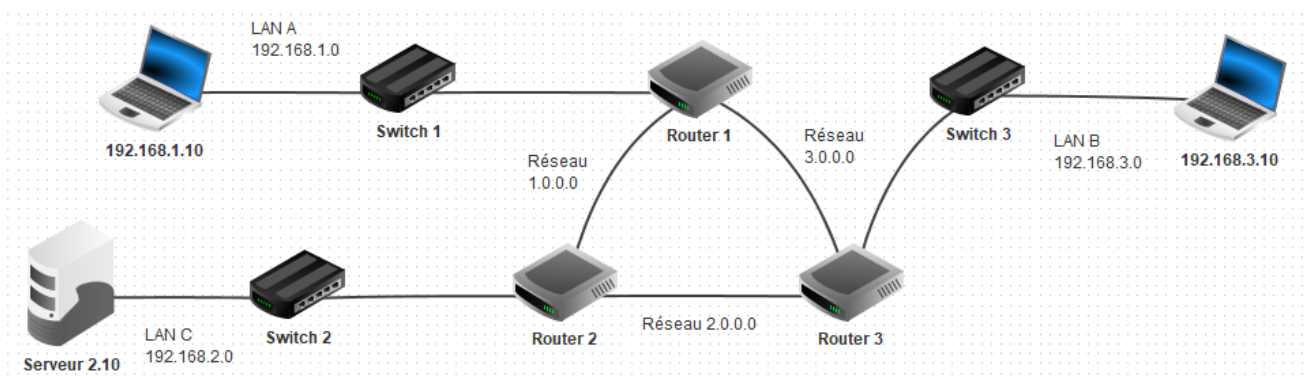 LAN A
192.168.1.0
192.168.1.10
Switch 1
Router 1
Réseau
1.0.0.0
Réseau
3.0.0.0
Switch 3
LAN B
192.168.3.0
192.168.3.10
Serveur 2.10
LAN C
192.168.2.0
Switch 2
Router 2
Réseau 2.0.0.0
Router 3